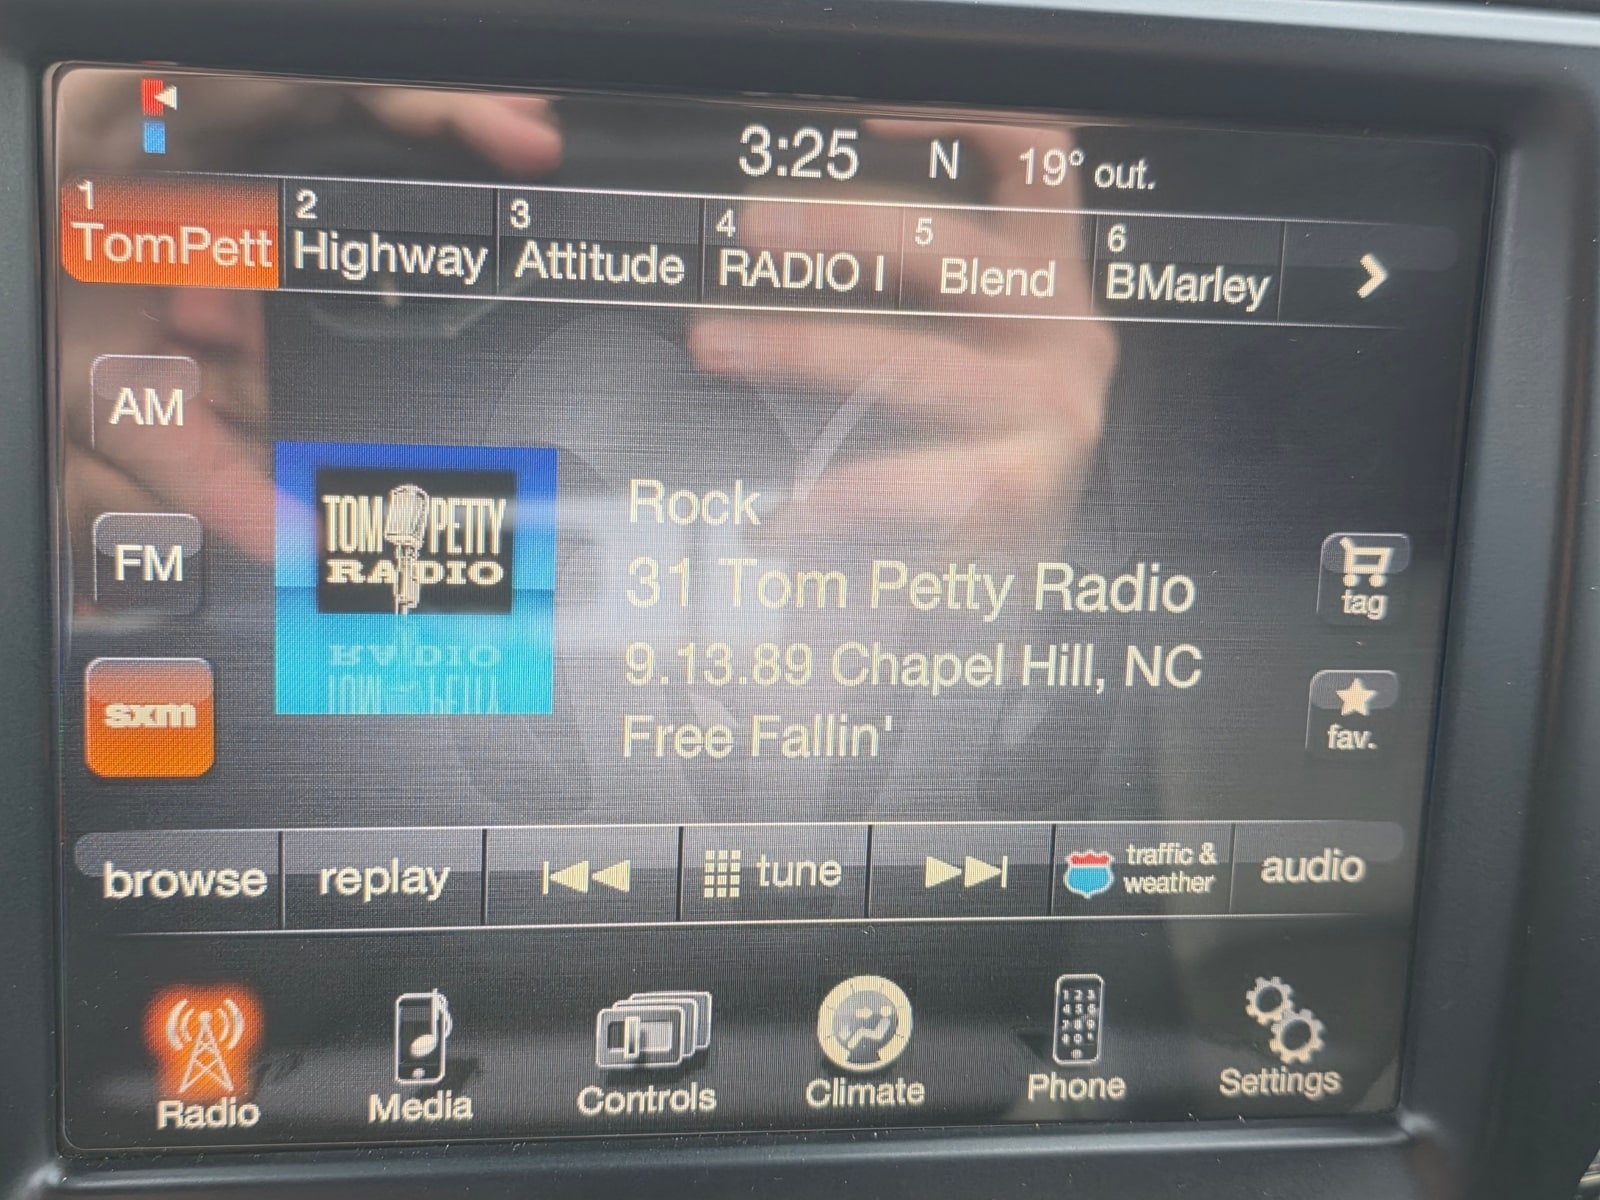 3:25 N 19° out.
1 TomPett
2 Highway
3 Attitude
4 RADIO I
5 Blend
6 BMarley
AM
FM
sxm
TOM PETTY
RADIO
Rock
31 Tom Petty Radio
9.13.89 Chapel Hill, NC
Free Fallin'
tag
fav.
browse
replay
tune
traffic &
weather
audio
Radio
Media
Controls
Climate
Phone
Settings